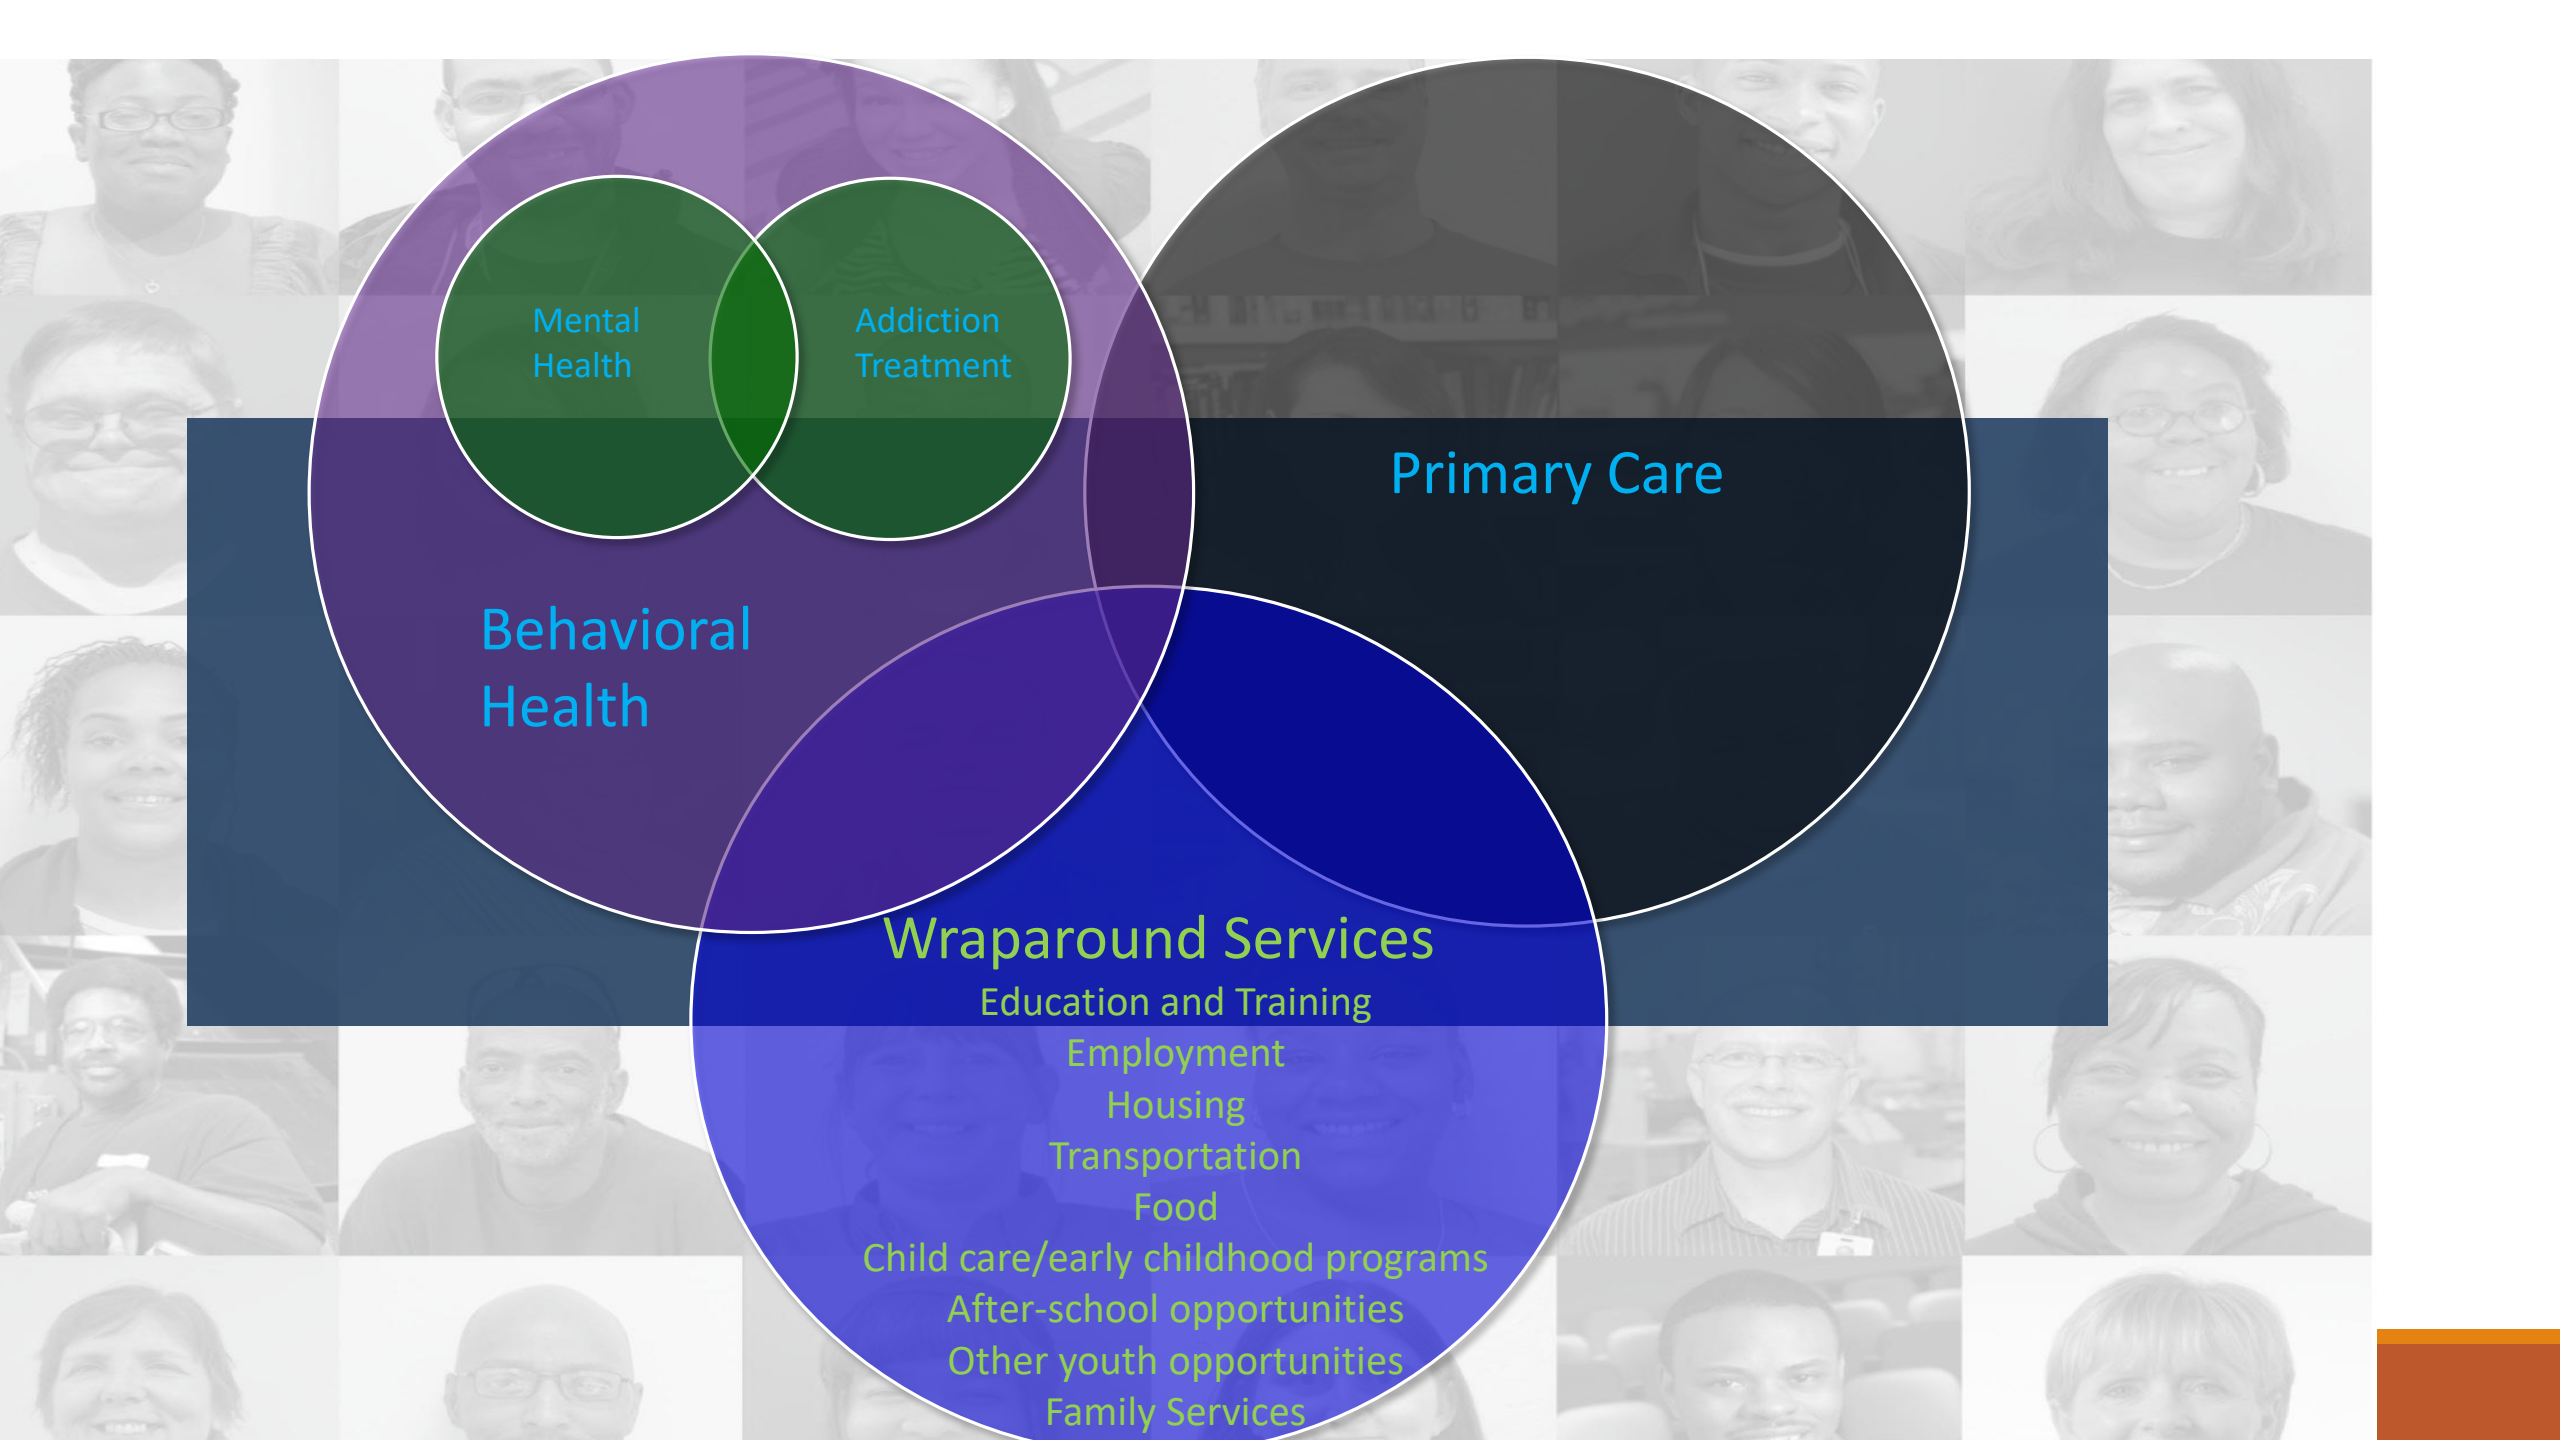 Mental
Health
Addiction
Treatment
Primary Care
Behavioral
Health
Wraparound Services
Education and Training
Employment
Housing
Transportation
Food
Child care/early childhood programs
After-school opportunities
Other youth opportunities
Family Services